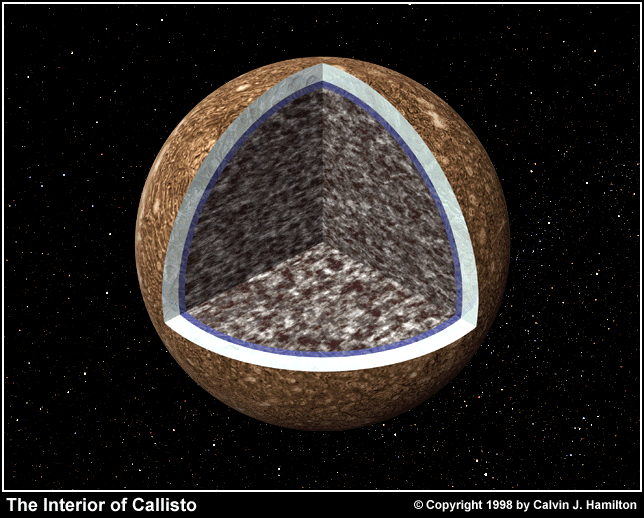 The Interior of Callisto
© Copyright 1998 by Calvin J. Hamilton